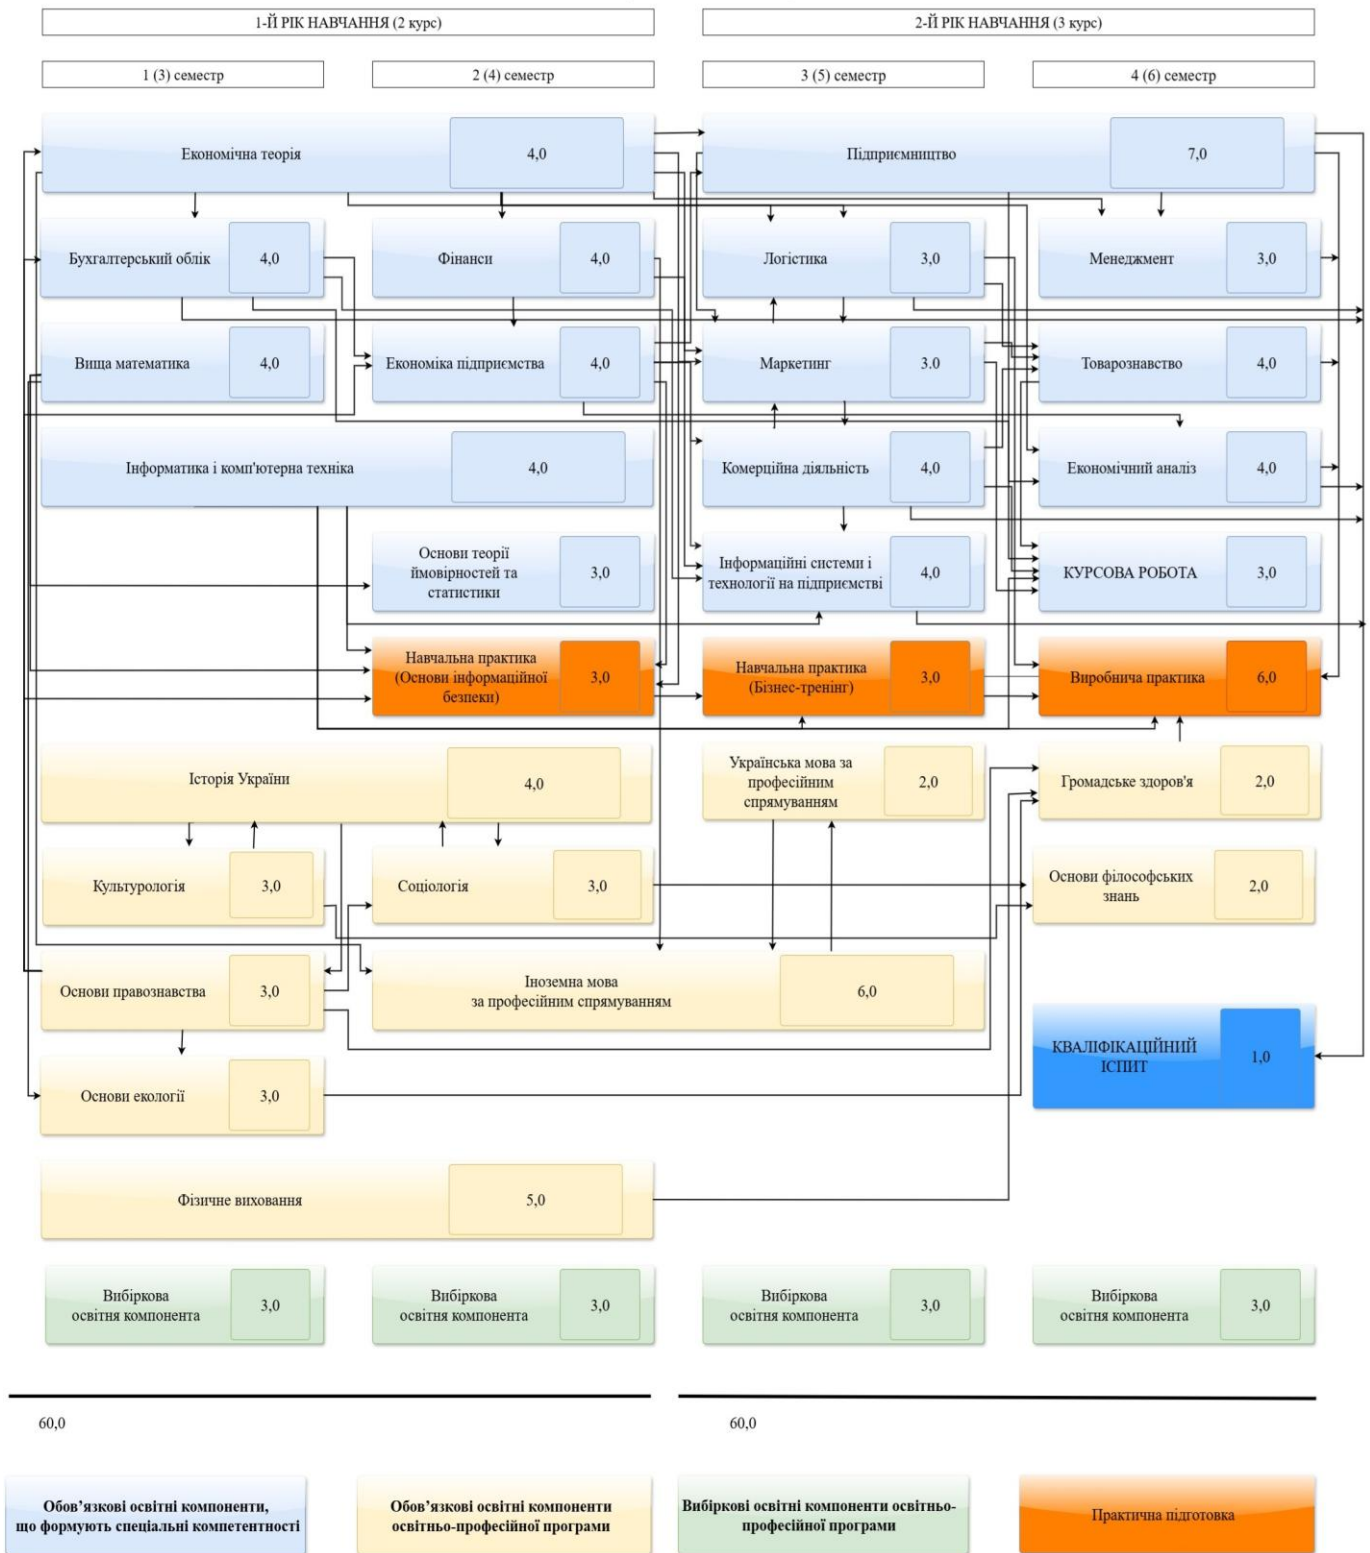 1-Й РІК НАВЧАННЯ (2 курс)
2-Й РІК НАВЧАННЯ (3 курс)
1 (3) семестр
2 (4) семестр
3 (5) семестр
4 (6) семестр
Економічна теорія
4,0
Підприємництво
7,0
Бухгалтерський облік
4,0
Фінанси
4,0
Логістика
3,0
Менеджмент
3,0
Вища математика
4,0
Економіка підприємства
4,0
Маркетинг
3.0
Товарознавство
4,0
Інформатика і комп'ютерна техніка
4,0
Комерційна діяльність
4,0
Економічний аналіз
4,0
Основи теорії
ймовірностей та
статистики
3,0
Інформаційні системи і
технології на підприємстві
4,0
КУРСОВА РОБОТА
3,0
Навчальна практика
(Основи інформаційної
безпеки)
3,0
Навчальна практика
(Бізнес-тренінг)
3,0
Виробнича практика
6,0
Історія України
4,0
Українська мова за
професійним
спрямуванням
2,0
Громадське здоров'я
2,0
Культурологія
3,0
Соціологія
3,0
Основи філософських
знань
2,0
Основи правознавства
3,0
Іноземна мова
за професійним спрямуванням
6,0
КВАЛІФІКАЦІЙНИЙ
ІСПИТ
1,0
Основи екології
3,0
Фізичне виховання
5,0
Вибіркова
освітня компонента
3,0
Вибіркова
освітня компонента
3,0
Вибіркова
освітня компонента
3,0
Вибіркова
освітня компонента
3,0
60,0
60,0
Обов’язкові освітні компоненти,
що формують спеціальні компетентності
Обов’язкові освітні компоненти
освітньо-професійної програми
Вибіркові освітні компоненти освітньо-
професійної програми
Практична підготовка